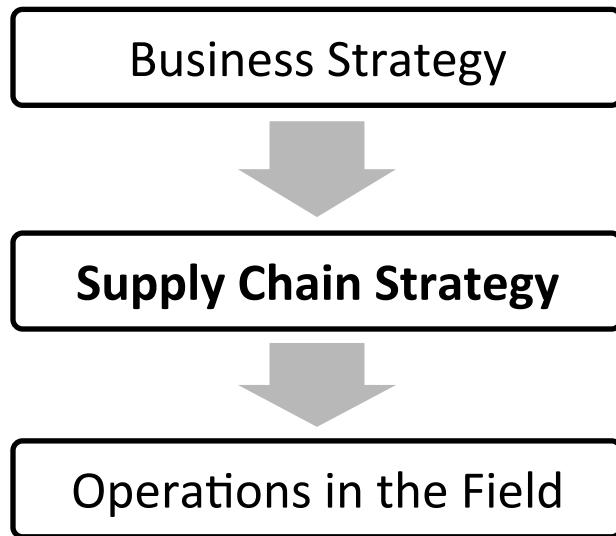 Business Strategy
Supply Chain Strategy
Operations in the Field